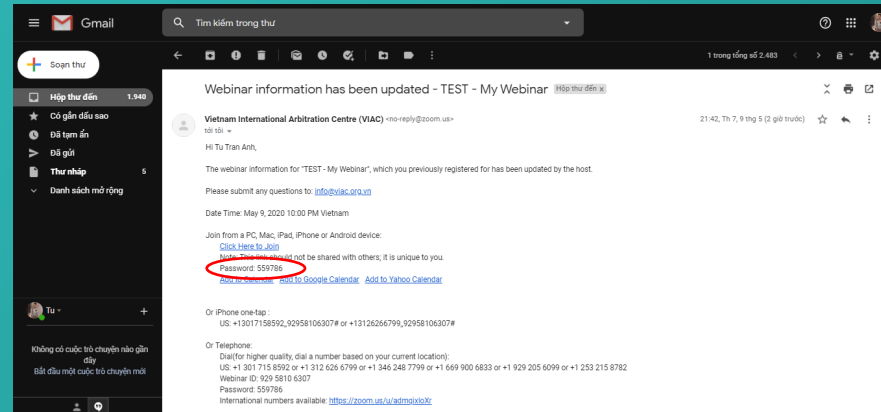 Gmail
Tìm kiếm trong thư
Soạn thư
1 trong tổng số 2.483
Hộp thư đến 1.940
Có gắn dấu sao
Đã tạm ẩn
Đã gửi
Thư nháp 5
Danh sách mở rộng
Webinar information has been updated - TEST - My Webinar Hộp thư đến x
Vietnam International Arbitration Centre (VIAC) <no-reply@zoom.us> 21:42, Th 7, 9 thg 5 (2 giờ trước)
tới tôi
Hi Tu Tran Anh,
The webinar information for "TEST - My Webinar", which you previously registered for has been updated by the host.
Please submit any questions to: info@viac.org.vn
Date Time: May 9, 2020 10:00 PM Vietnam
Join from a PC, Mac, iPad, iPhone or Android device:
Click Here to Join
Note: This link should not be shared with others; it is unique to you.
Password: 559786
Add to Calendar Add to Google Calendar Add to Yahoo Calendar
Or iPhone one-tap :
US: +13017158592,,92958106307# or +13126266799,,92958106307#
Or Telephone:
Dial(for higher quality, dial a number based on your current location):
US: +1 301 715 8592 or +1 312 626 6799 or +1 346 248 7799 or +1 669 900 6833 or +1 929 205 6099 or +1 253 215 8782
Webinar ID: 929 5810 6307
Password: 559786
International numbers available: https://zoom.us/u/admqixloXr
Tu
Không có cuộc trò chuyện nào gần
đây
Bắt đầu một cuộc trò chuyện mới